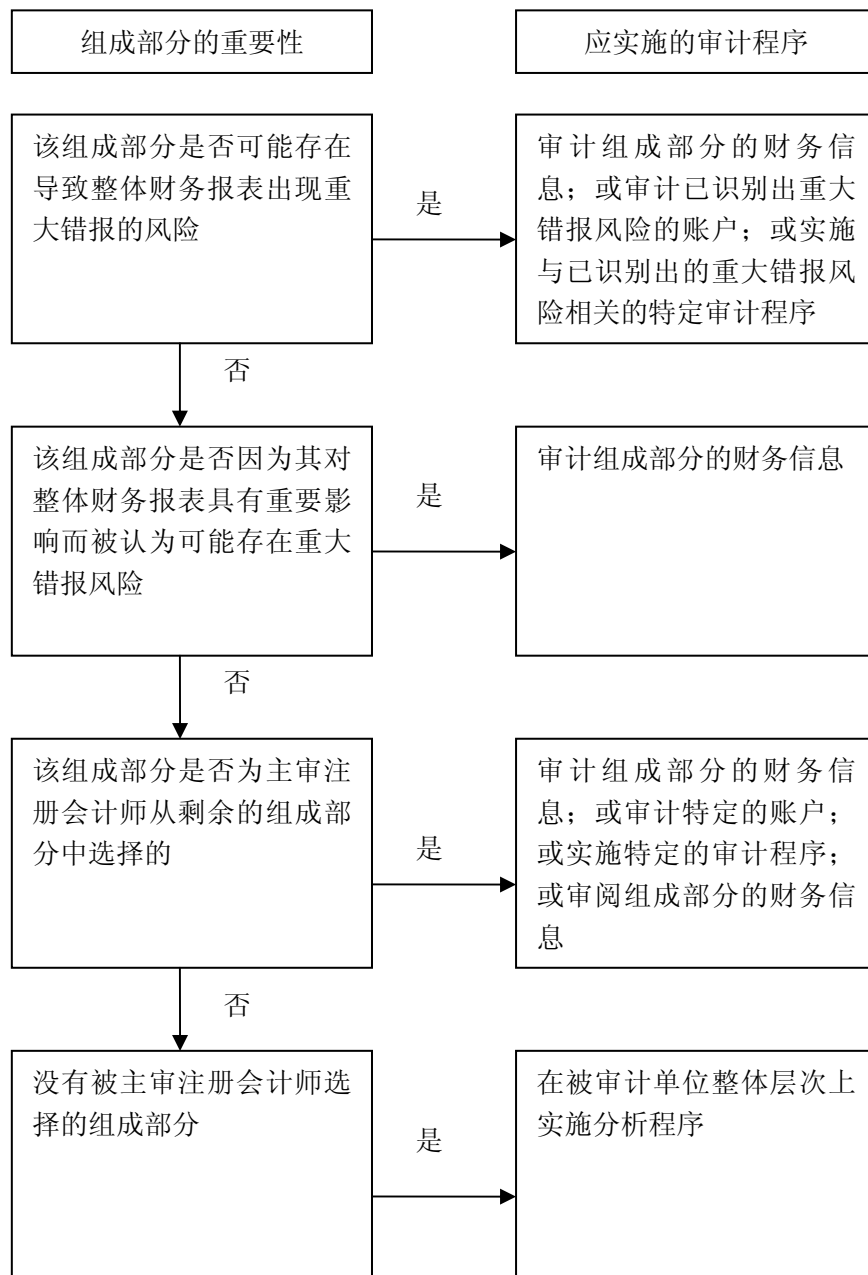 组成部分的重要性
应实施的审计程序
该组成部分是否可能存在
导致整体财务报表出现重
大错报的风险
是
审计组成部分的财务信
息；或审计已识别出重大
错报风险的账户；或实施
与已识别出的重大错报风
险相关的特定审计程序
否
该组成部分是否因为其对
整体财务报表具有重要影
响而被认为可能存在重大
错报风险
是
审计组成部分的财务信息
否
该组成部分是否为主审注
册会计师从剩余的组成部
分中选择的
是
审计组成部分的财务信
息；或审计特定的账户；
或实施特定的审计程序；
或审阅组成部分的财务信
息
否
没有被主审注册会计师选
择的组成部分
是
在被审计单位整体层次上
实施分析程序